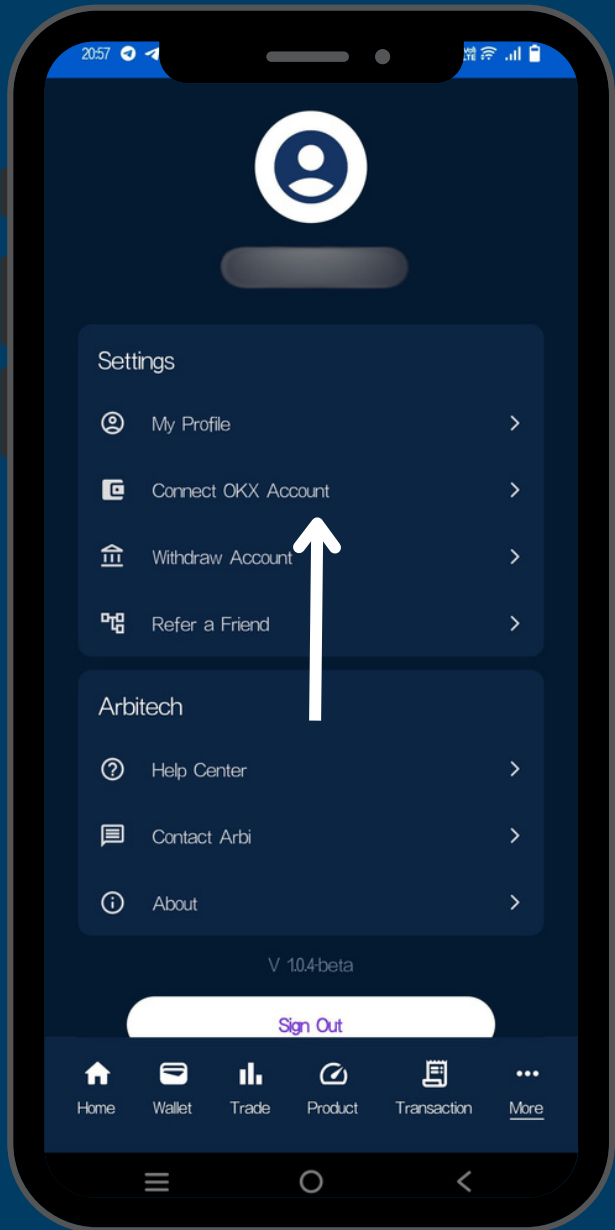 20:57
Settings
My Profile
Connect OKX Account
Withdraw Account
Refer a Friend
Arbitech
Help Center
Contact Arbi
About
V 1.0.4-beta
Sign Out
Home Wallet Trade Product Transaction More